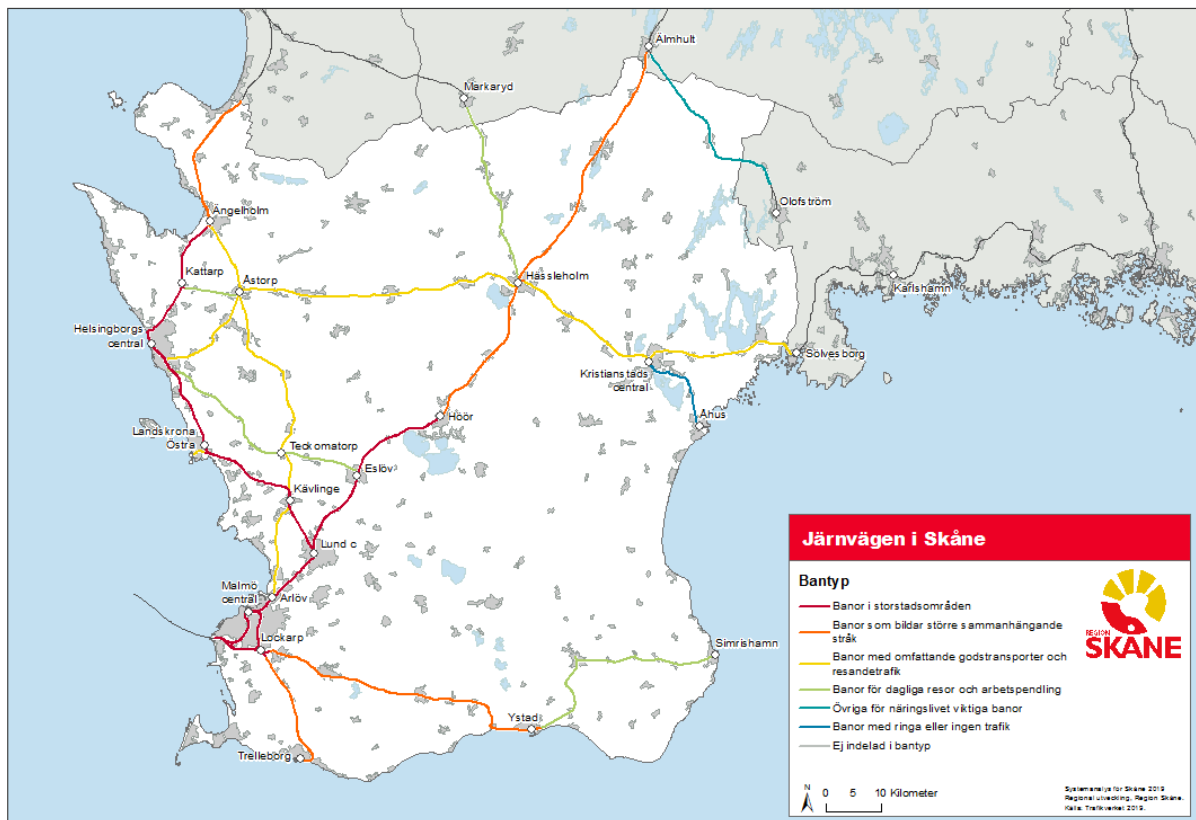 Älmhult
Markaryd
Olofström
Ängelholm
Kattarp
Åstorp
Hässleholm
Karlshamn
Helsingborgs
central
Sölvesborg
Kristianstads
central
Åhus
Höör
Landskrona
Östra
Teckomatorp
Eslöv
Kävlinge
Lund c
Malmö
central
Arlöv
Lockarp
Simrishamn
Ystad
Trelleborg
Järnvägen i Skåne
Bantyp
Banor i storstadsområden
Banor som bildar större sammanhängande
stråk
Banor med omfattande godstransporter och
resandetrafik
Banor för dagliga resor och arbetspendling
Övriga för näringslivet viktiga banor
Banor med ringa eller ingen trafik
Ej indelad i bantyp
REGION
SKÅNE
N
0 5 10 Kilometer
Systemanalys för Skåne 2019
Regional utveckling, Region Skåne.
Källa: Trafikverket 2015.